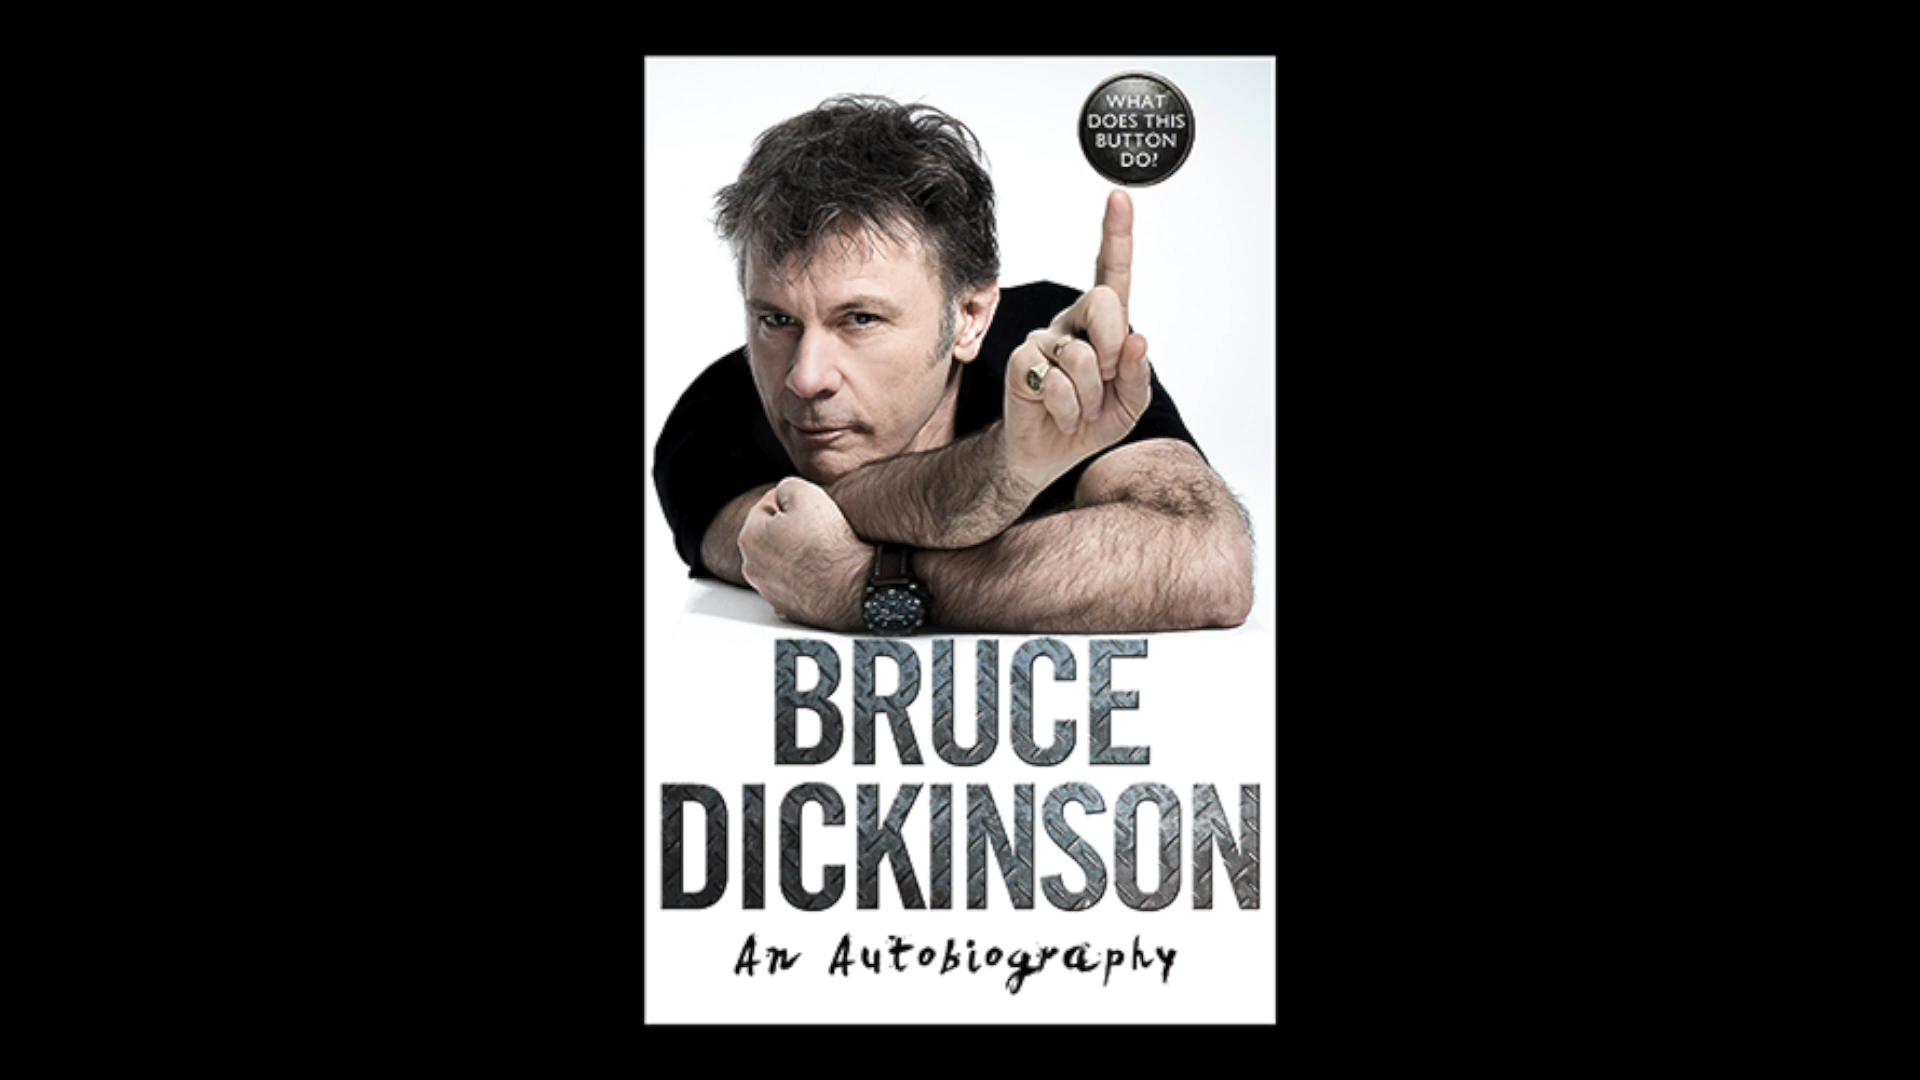 WHAT
DOES THIS
BUTTON
DO?
BRUCE
DICKINSON
An Autobiography